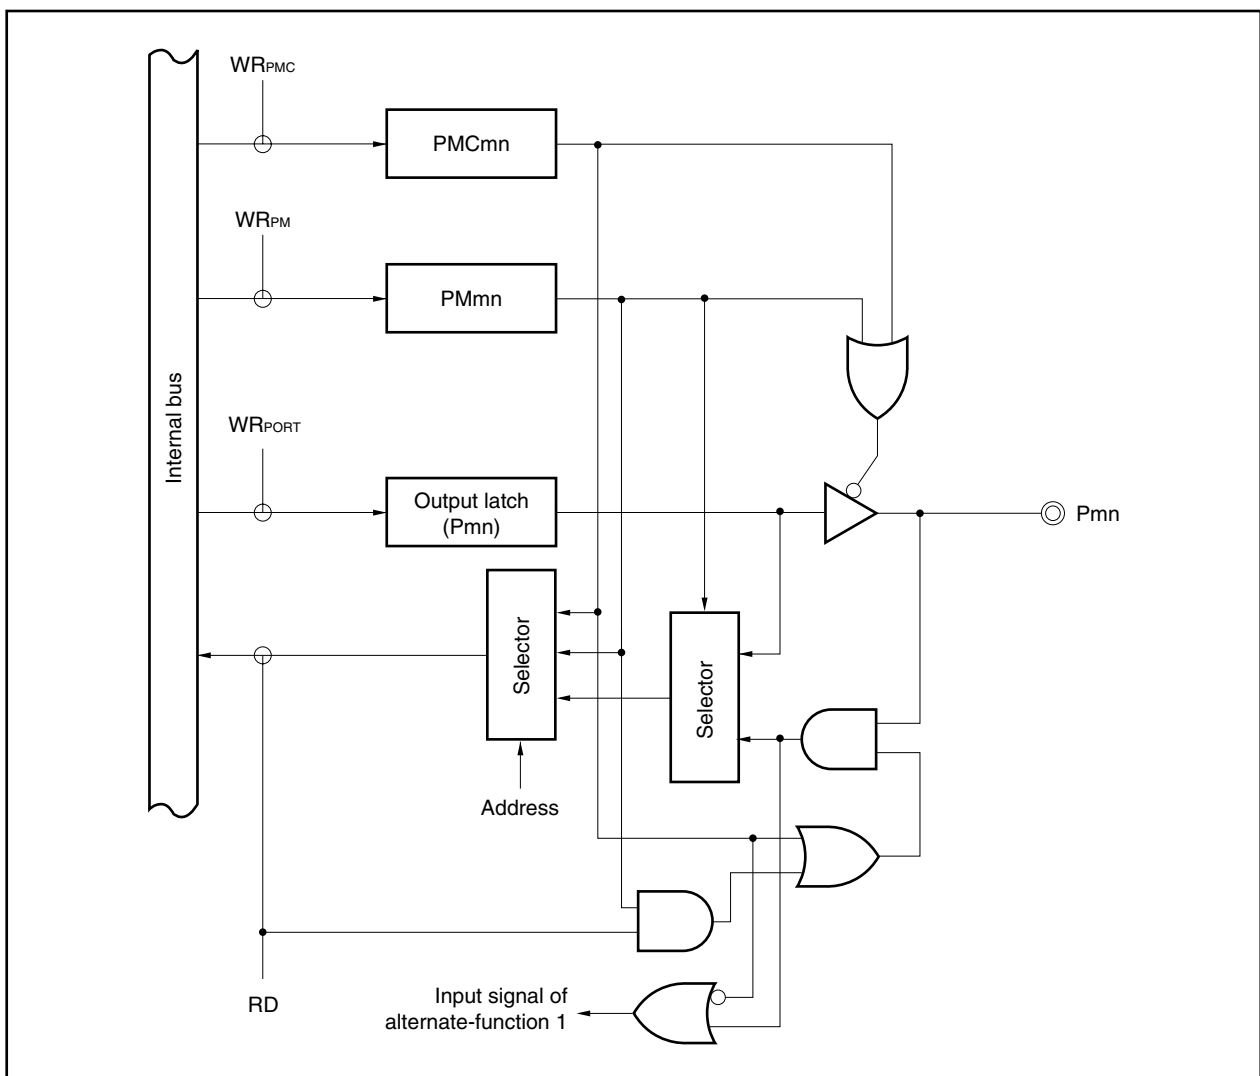 WRPMC
PMCmn
WRPM
PMmn
Internal bus
WRPORT
Output latch
(Pmn)
Pmn
Selector
Selector
Address
RD
Input signal of
alternate-function 1